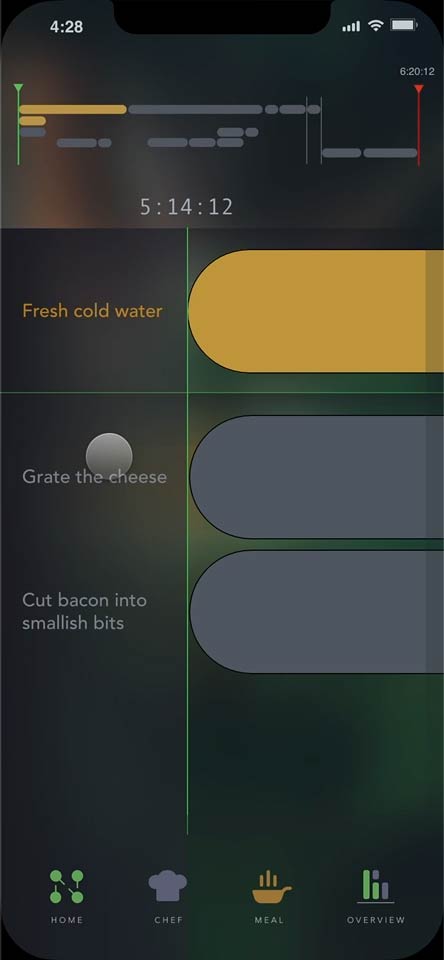 4:28
6:20:12
5:14:12
Fresh cold water
Grate the cheese
Cut bacon into
smallish bits
HOME CHEF MEAL OVERVIEW